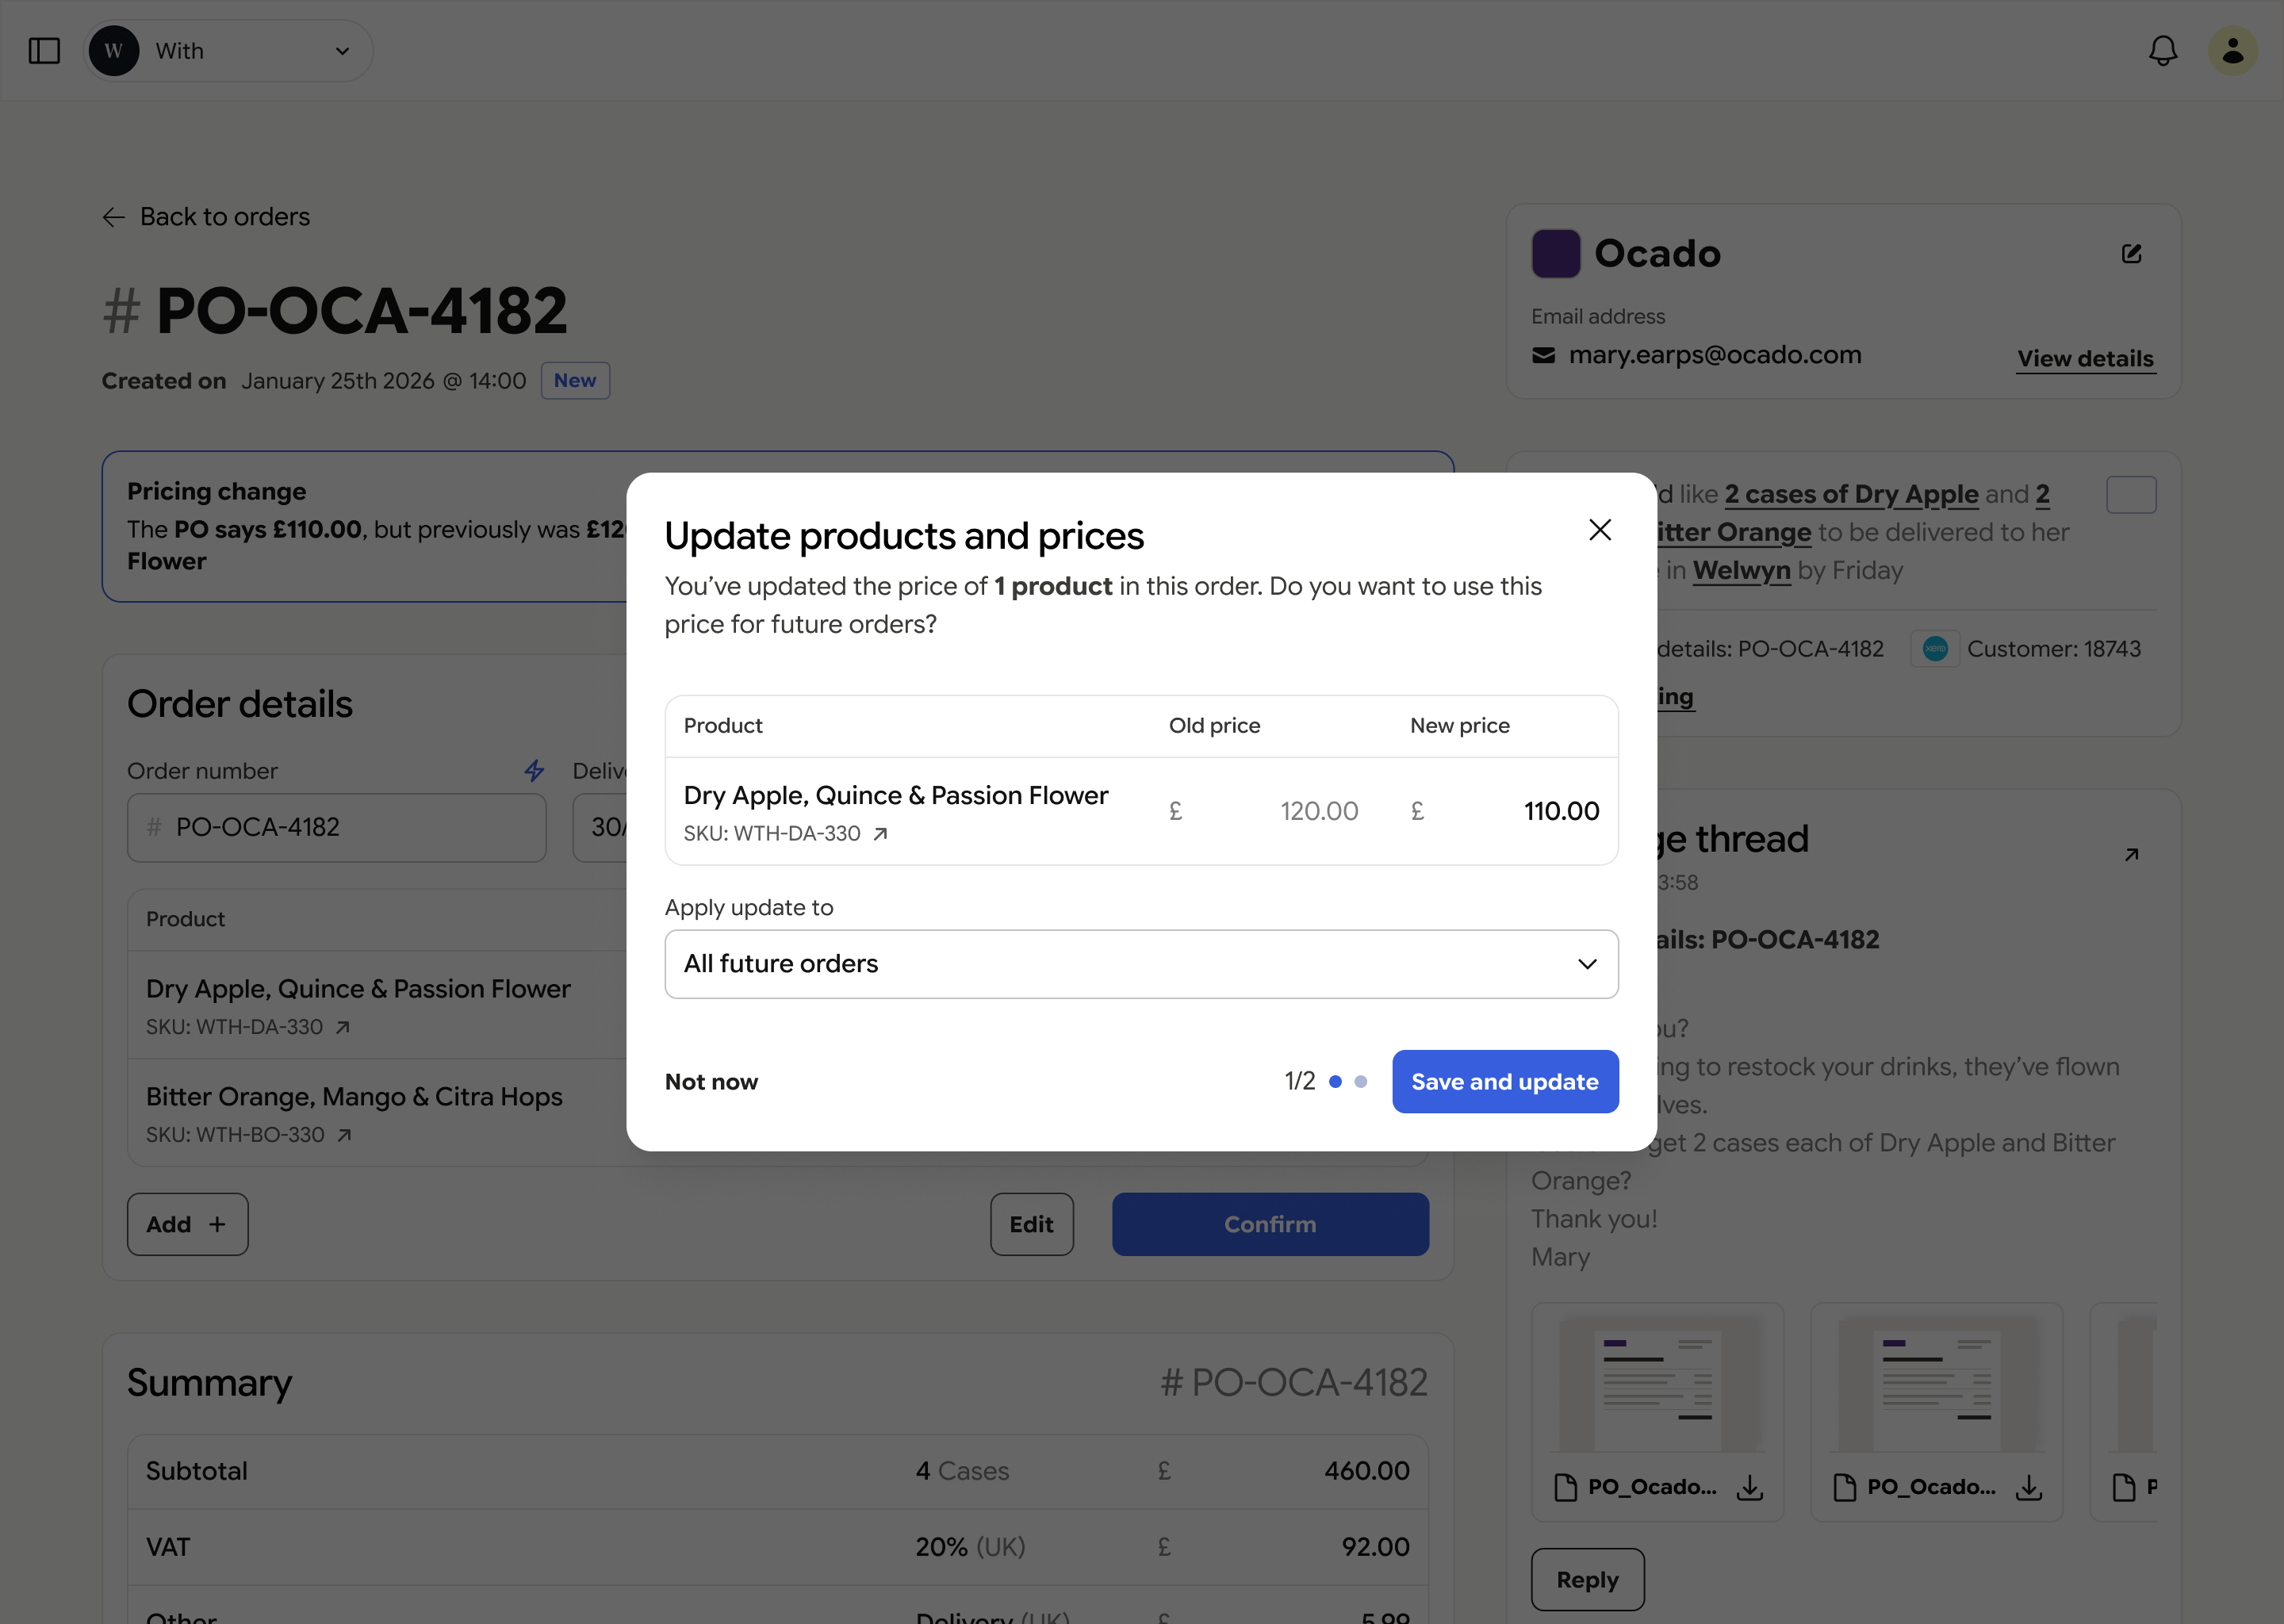 W With
Back to orders
# PO-OCA-4182
Created on January 25th 2026 @ 14:00 New
Pricing change
The PO says £110.00, but previously was £12
Flower
Order details
Order number
# PO-OCA-4182
30/
Product
Dry Apple, Quince & Passion Flower
SKU: WTH-DA-330
Bitter Orange, Mango & Citra Hops
SKU: WTH-BO-330
Add +
Edit
Confirm
Summary
# PO-OCA-4182
Subtotal 4 Cases £ 460.00
VAT 20% (UK) £ 92.00
Other Delivery (UK) £ 5.99
Update products and prices
You’ve updated the price of 1 product in this order. Do you want to use this
price for future orders?
Product Old price New price
Dry Apple, Quince & Passion Flower £ 120.00 £ 110.00
SKU: WTH-DA-330
Apply update to
All future orders
Not now
1/2
Save and update
Ocado
Email address
mary.earps@ocado.com
View details
like 2 cases of Dry Apple and 2
Orange to be delivered to her
in Welwyn by Friday
details: PO-OCA-4182 xero Customer: 18743
thread
3:58
PO-OCA-4182
to restock your drinks, they’ve flown
get 2 cases each of Dry Apple and Bitter
Orange?
Thank you!
Mary
PO_Ocado...
PO_Ocado...
Reply